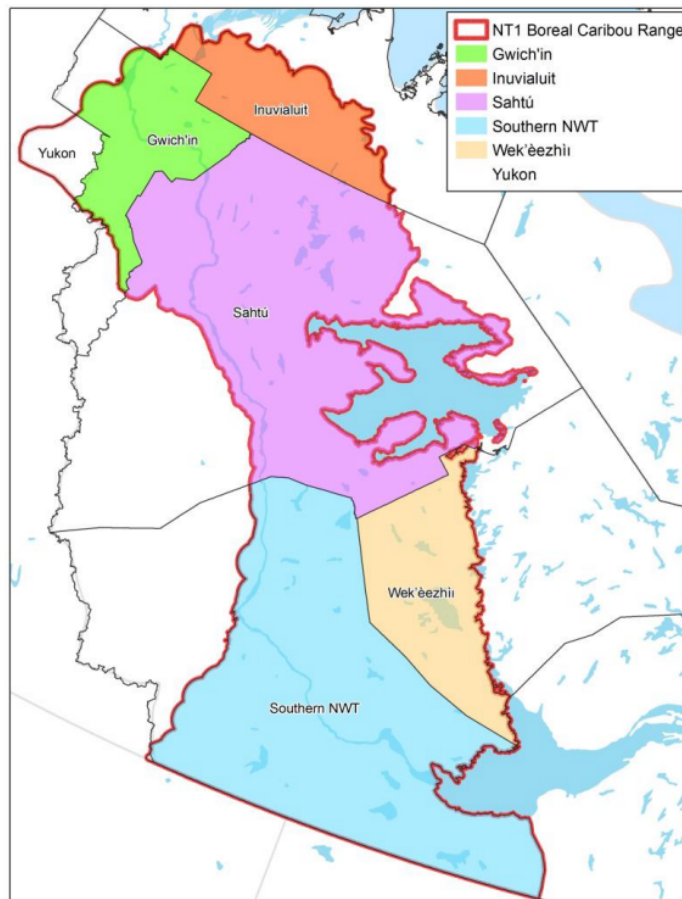 NT1 Boreal Caribou Range
Gwich'in
Inuvialuit
Sahtú
Southern NWT
Wek'èezhìı
Yukon
Inuvialuit
Gwich'in
Yukon
Sahtú
Wek'èezhìı
Southern NWT